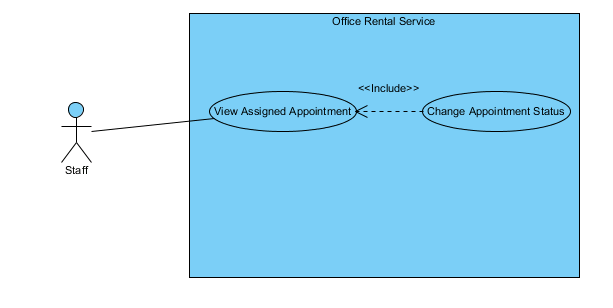 Office Rental Service
<<Include>>
View Assigned Appointment
Change Appointment Status
Staff